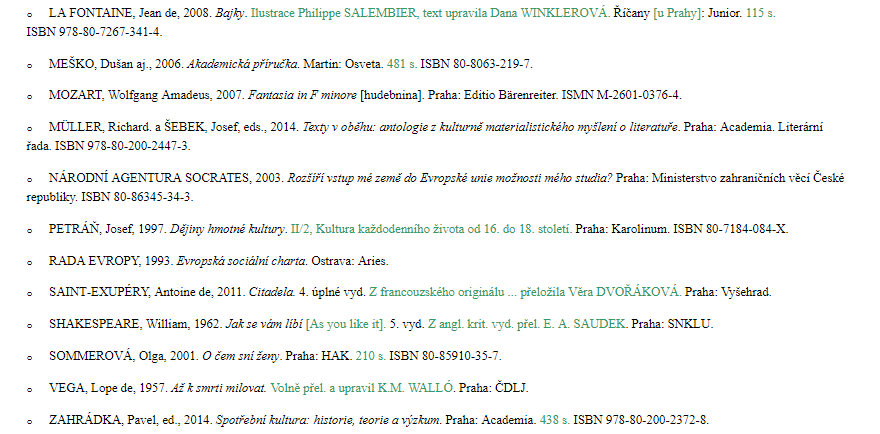 LA FONTAINE, Jean de, 2008. Bajky. Ilustrace Philippe SALEMBIER, text upravila Dana WINKLEROVÁ. Říčany [u Prahy]: Junior. 115 s.
ISBN 978-80-7267-341-4.
MEŠKO, Dušan aj., 2006. Akademická příručka. Martin: Osveta. 481 s. ISBN 80-8063-219-7.
MOZART, Wolfgang Amadeus, 2007. Fantasia in F minore [hudebnina]. Praha: Editio Bärenreiter. ISMN M-2601-0376-4.
MÜLLER, Richard. a ŠEBEK, Josef, eds., 2014. Texty v oběhu: antologie z kulturně materialistického myšlení o literatuře. Praha: Academia. Literární
řada. ISBN 978-80-200-2447-3.
NÁRODNÍ AGENTURA SOCRATES, 2003. Rozšíří vstup mé země do Evropské unie možnosti mého studia? Praha: Ministerstvo zahraničních věcí České
republiky. ISBN 80-86345-34-3.
PETRÁŇ, Josef, 1997. Dějiny hmotné kultury. II/2, Kultura každodenního života od 16. do 18. století. Praha: Karolinum. ISBN 80-7184-084-X.
RADA EVROPY, 1993. Evropská sociální charta. Ostrava: Aries.
SAINT-EXUPÉRY, Antoine de, 2011. Citadela. 4. úplné vyd. Z francouzského originálu ... přeložila Věra DVOŘÁKOVÁ. Praha: Vyšehrad.
SHAKESPEARE, William, 1962. Jak se vám líbí [As you like it]. 5. vyd. Z angl. krit. vyd. přel. E. A. SAUDEK. Praha: SNKLU.
SOMMEROVÁ, Olga, 2001. O čem sní ženy. Praha: HAK. 210 s. ISBN 80-85910-35-7.
VEGA, Lope de, 1957. Až k smrti milovat. Volně přel. a upravil K.M. WALLÓ. Praha: ČDLJ.
ZAHRÁDKA, Pavel, ed., 2014. Spotřební kultura: historie, teorie a výzkum. Praha: Academia. 438 s. ISBN 978-80-200-2372-8.